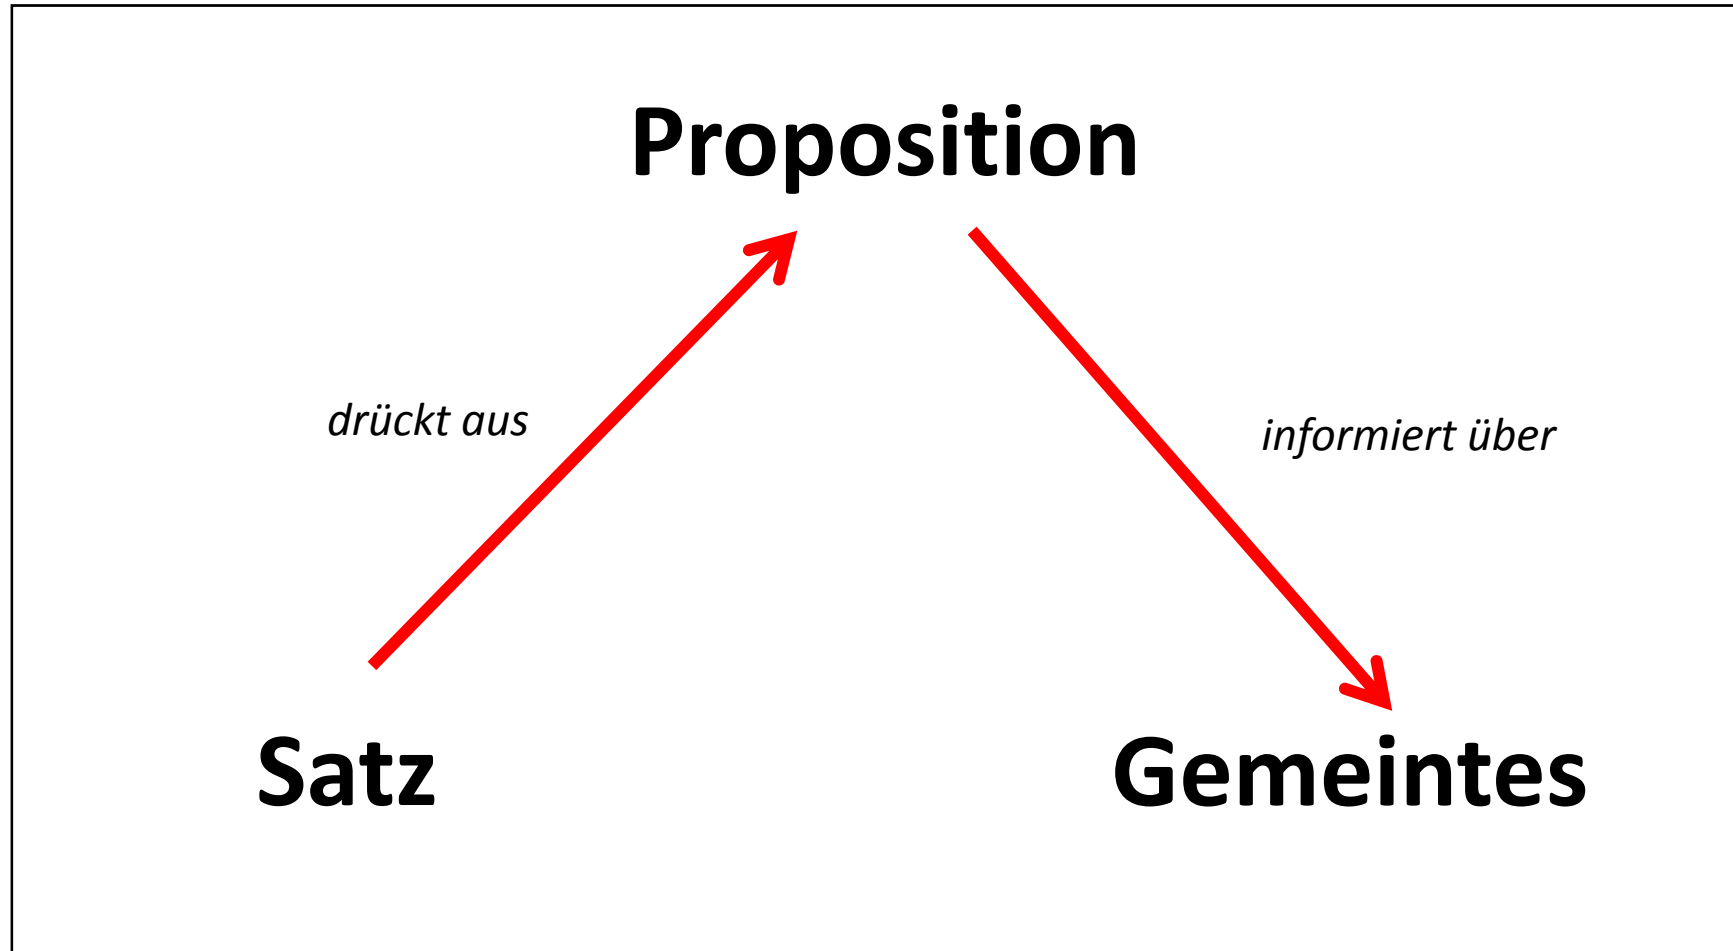 Proposition
drückt aus
informiert über
Satz
Gemeintes